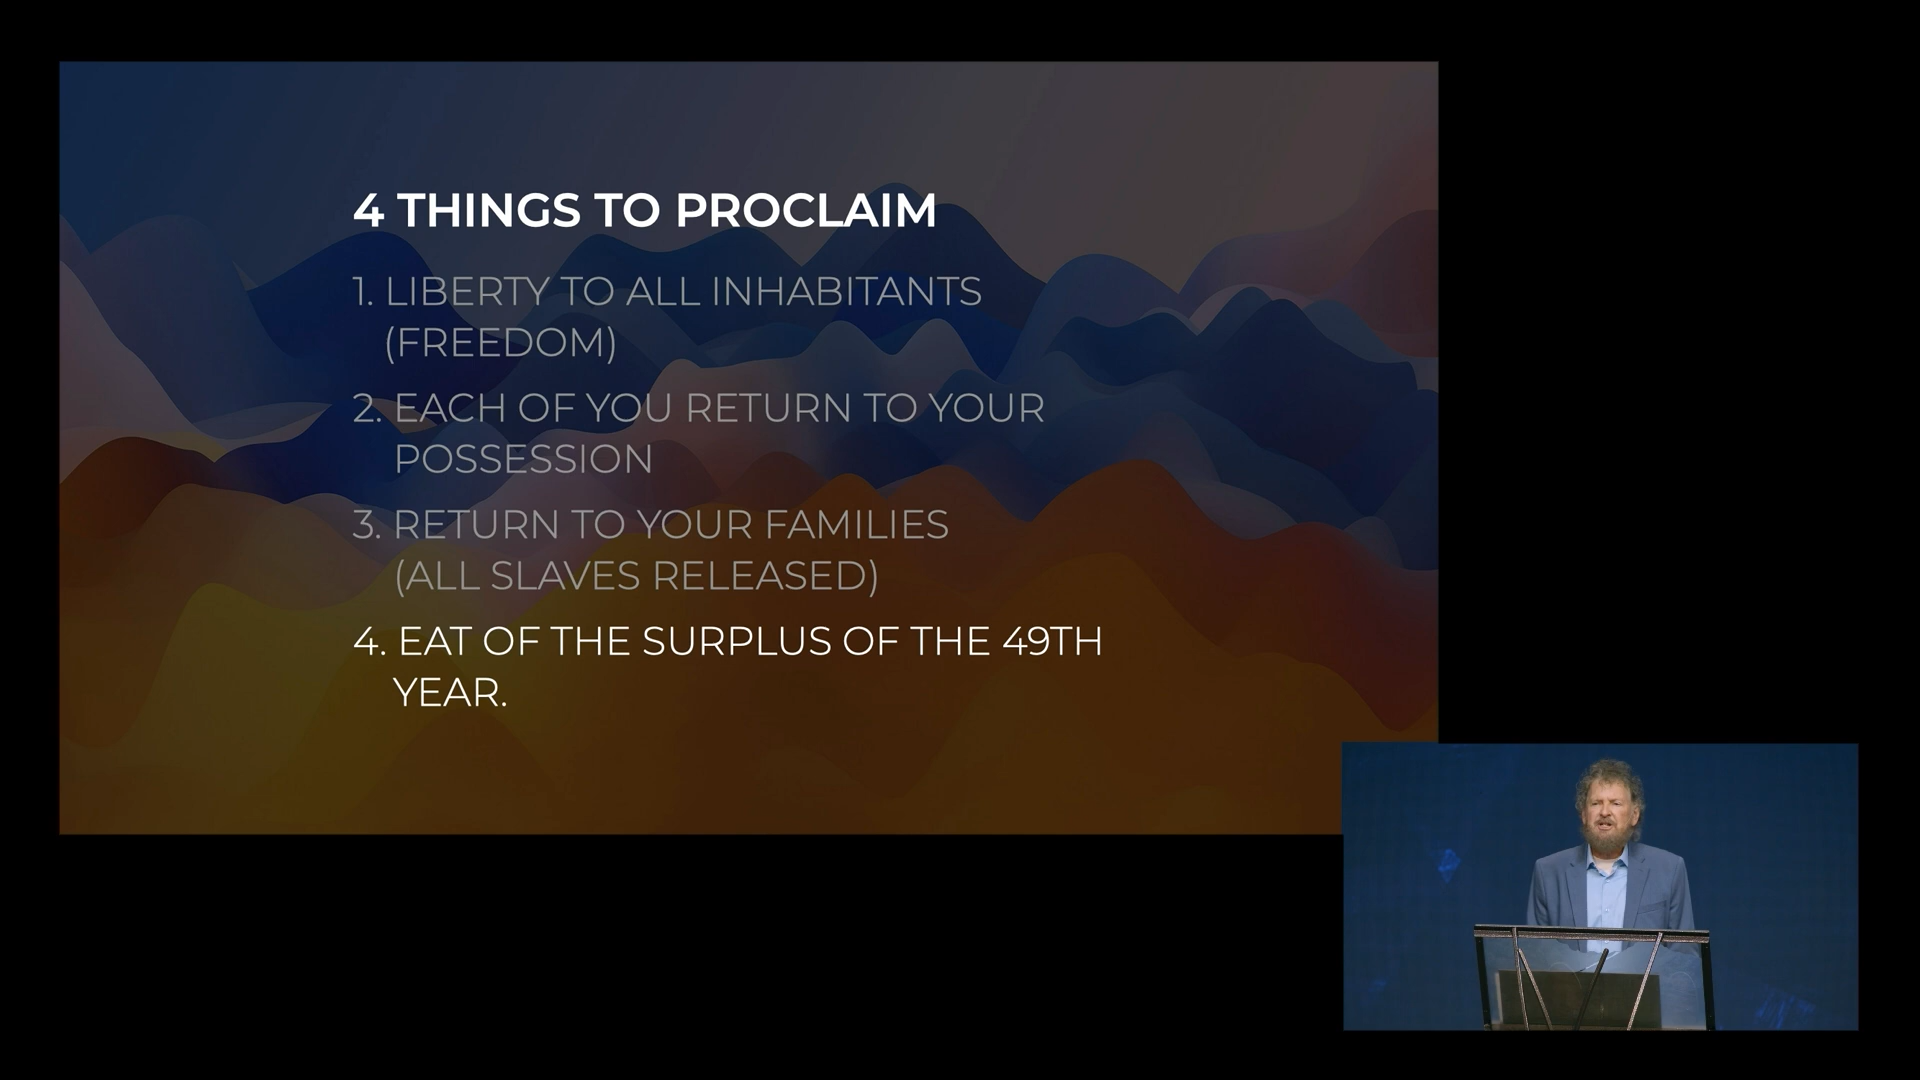 4 THINGS TO PROCLAIM
1. LIBERTY TO ALL INHABITANTS
(FREEDOM)
2. EACH OF YOU RETURN TO YOUR
POSSESSION
3. RETURN TO YOUR FAMILIES
(ALL SLAVES RELEASED)
4. EAT OF THE SURPLUS OF THE 49TH
YEAR.